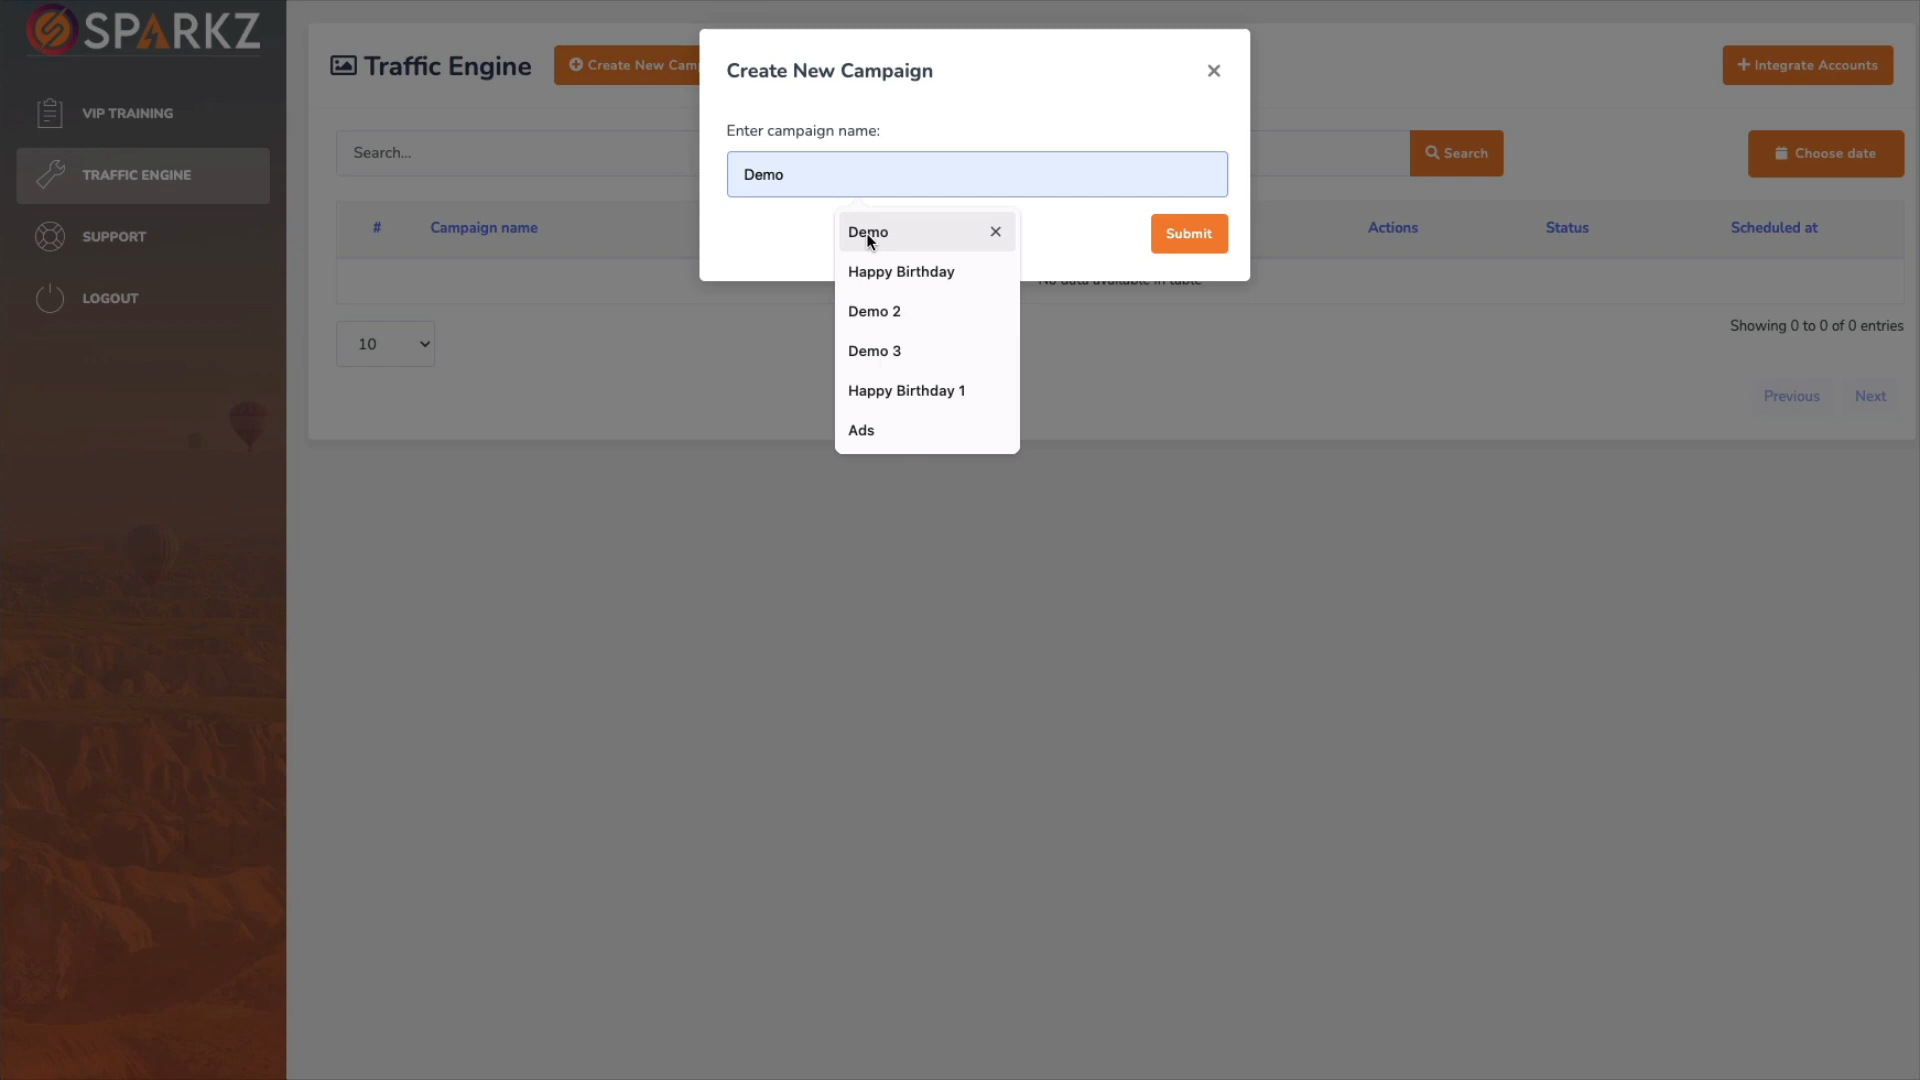 SPARKZ
VIP TRAINING
TRAFFIC ENGINE
SUPPORT
LOGOUT
Traffic Engine
Create New Camp
Integrate Accounts
Search...
Search
Choose date
#
Campaign name
Actions
Status
Scheduled at
No data available in table
10
Showing 0 to 0 of 0 entries
Previous
Next
Create New Campaign
×
Enter campaign name:
Demo
Submit
Demo
Happy Birthday
Demo 2
Demo 3
Happy Birthday 1
Ads